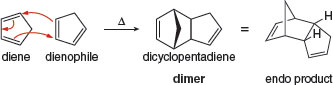 Δ
H
H
=
diene dienophile dicyclopentadiene
dimer endo product